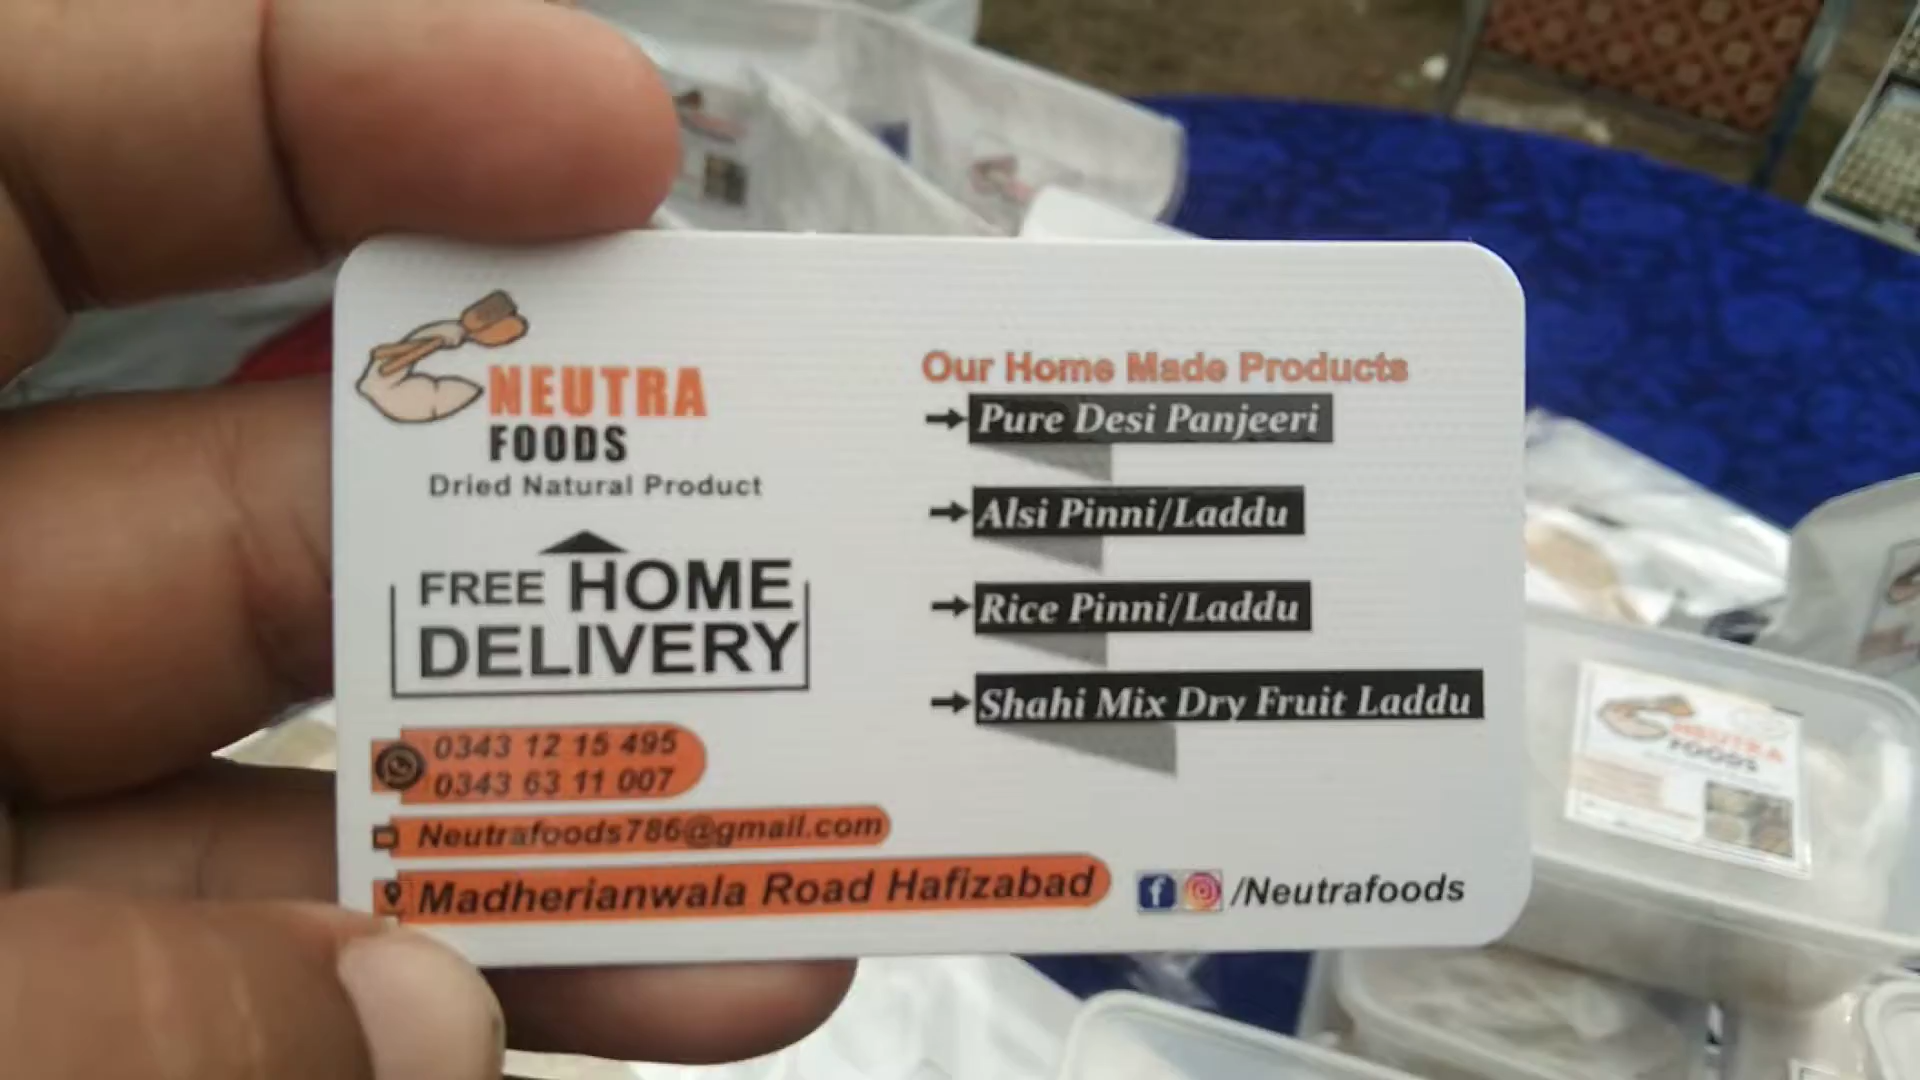 NEUTRA
FOODS
Dried Natural Product
FREE HOME
DELIVERY
0343 12 15 495
0343 63 11 007
Neutrafoods786@gmail.com
Madherianwala Road Hafizabad
Our Home Made Products
Pure Desi Panjeeri
Alsi Pinni/Laddu
Rice Pinni/Laddu
Shahi Mix Dry Fruit Laddu
/Neutrafoods
NEUTRA
FOODS